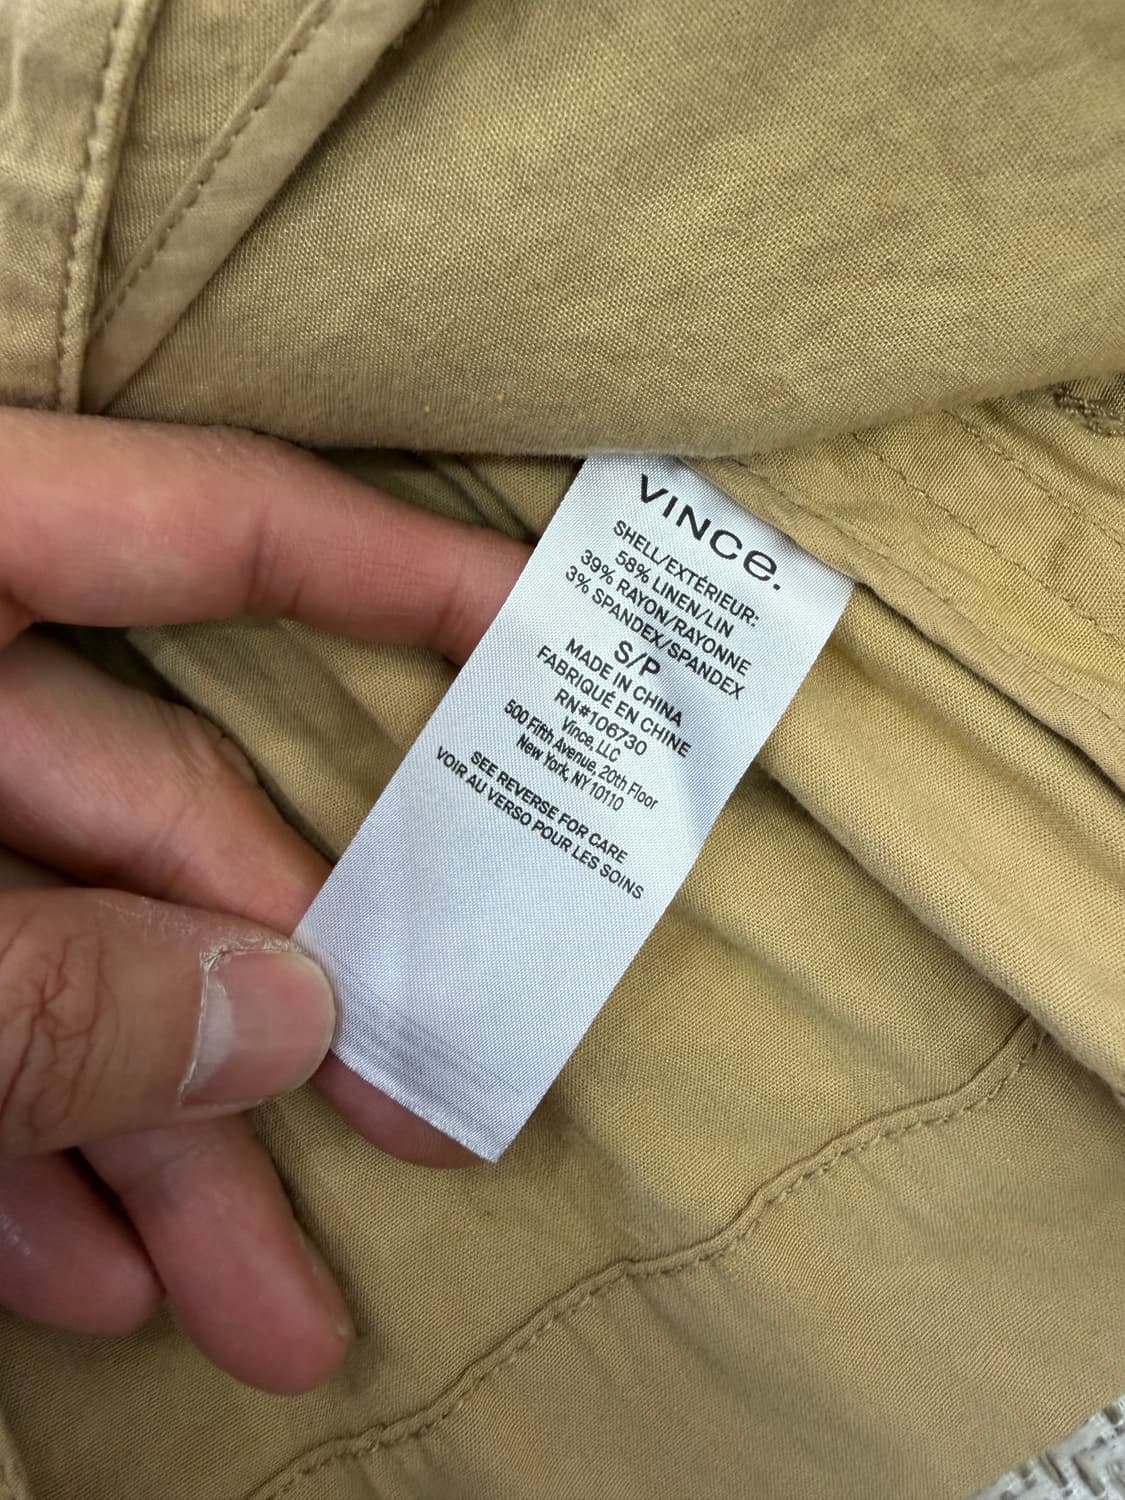 VINCE.
SHELL/EXTÉRIEUR:
58% LINEN/LIN
39% RAYON/RAYONNE
3% SPANDEX/SPANDEX
S/P
MADE IN CHINA
FABRIQUÉ EN CHINE
RN#106730
Vince, LLC
500 Fifth Avenue, 20th Floor
New York, NY 10110
SEE REVERSE FOR CARE
VOIR AU VERSO POUR LES SOINS